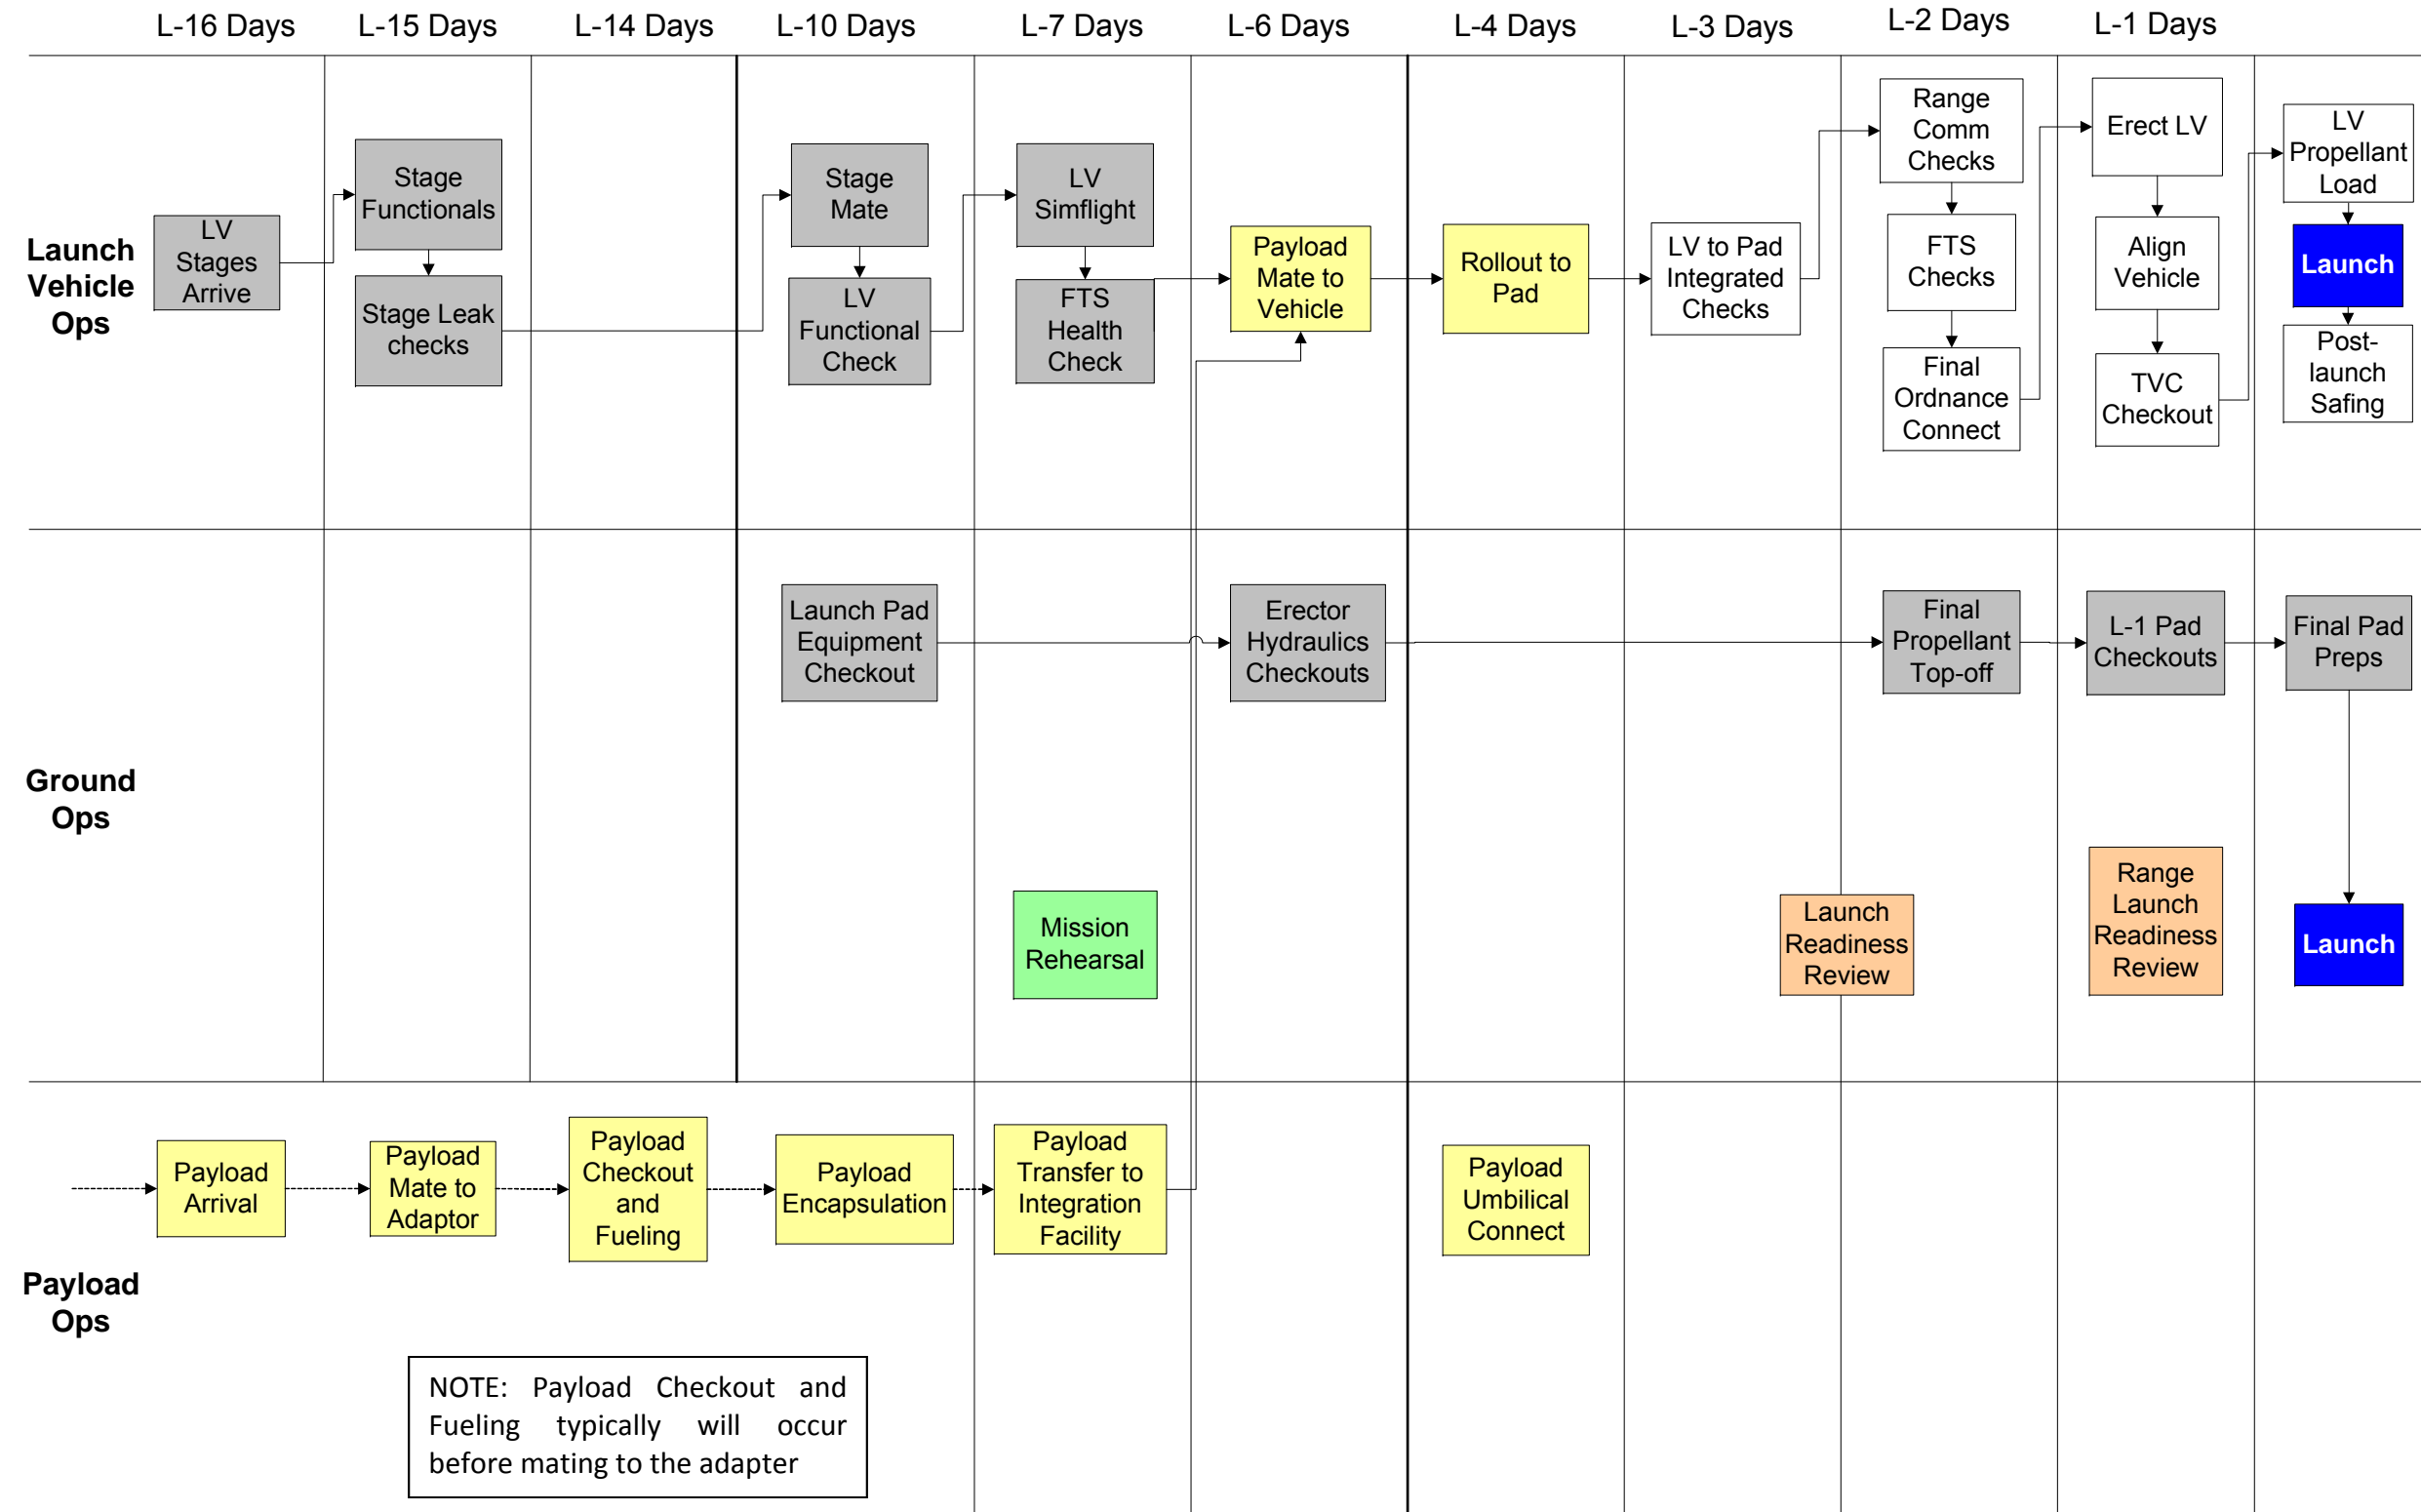 L-16 Days
L-15 Days
L-14 Days
L-10 Days
L-7 Days
L-6 Days
L-4 Days
L-3 Days
L-2 Days
L-1 Days
Launch
Vehicle
Ops
LV
Stages
Arrive
Stage
Functionals
Stage Leak
checks
Stage
Mate
LV
Functional
Check
LV
Simflight
FTS
Health
Check
Payload
Mate to
Vehicle
Rollout to
Pad
LV to Pad
Integrated
Checks
Range
Comm
Checks
FTS
Checks
Final
Ordnance
Connect
Erect LV
Align
Vehicle
TVC
Checkout
LV
Propellant
Load
Launch
Post-
launch
Safing
Ground
Ops
Launch Pad
Equipment
Checkout
Mission
Rehearsal
Erector
Hydraulics
Checkouts
Launch
Readiness
Review
Final
Propellant
Top-off
L-1 Pad
Checkouts
Range
Launch
Readiness
Review
Final Pad
Preps
Launch
Payload
Ops
Payload
Arrival
Payload
Mate to
Adaptor
Payload
Checkout
and
Fueling
Payload
Encapsulation
Payload
Transfer to
Integration
Facility
Payload
Umbilical
Connect
NOTE: Payload Checkout and
Fueling typically will occur
before mating to the adapter